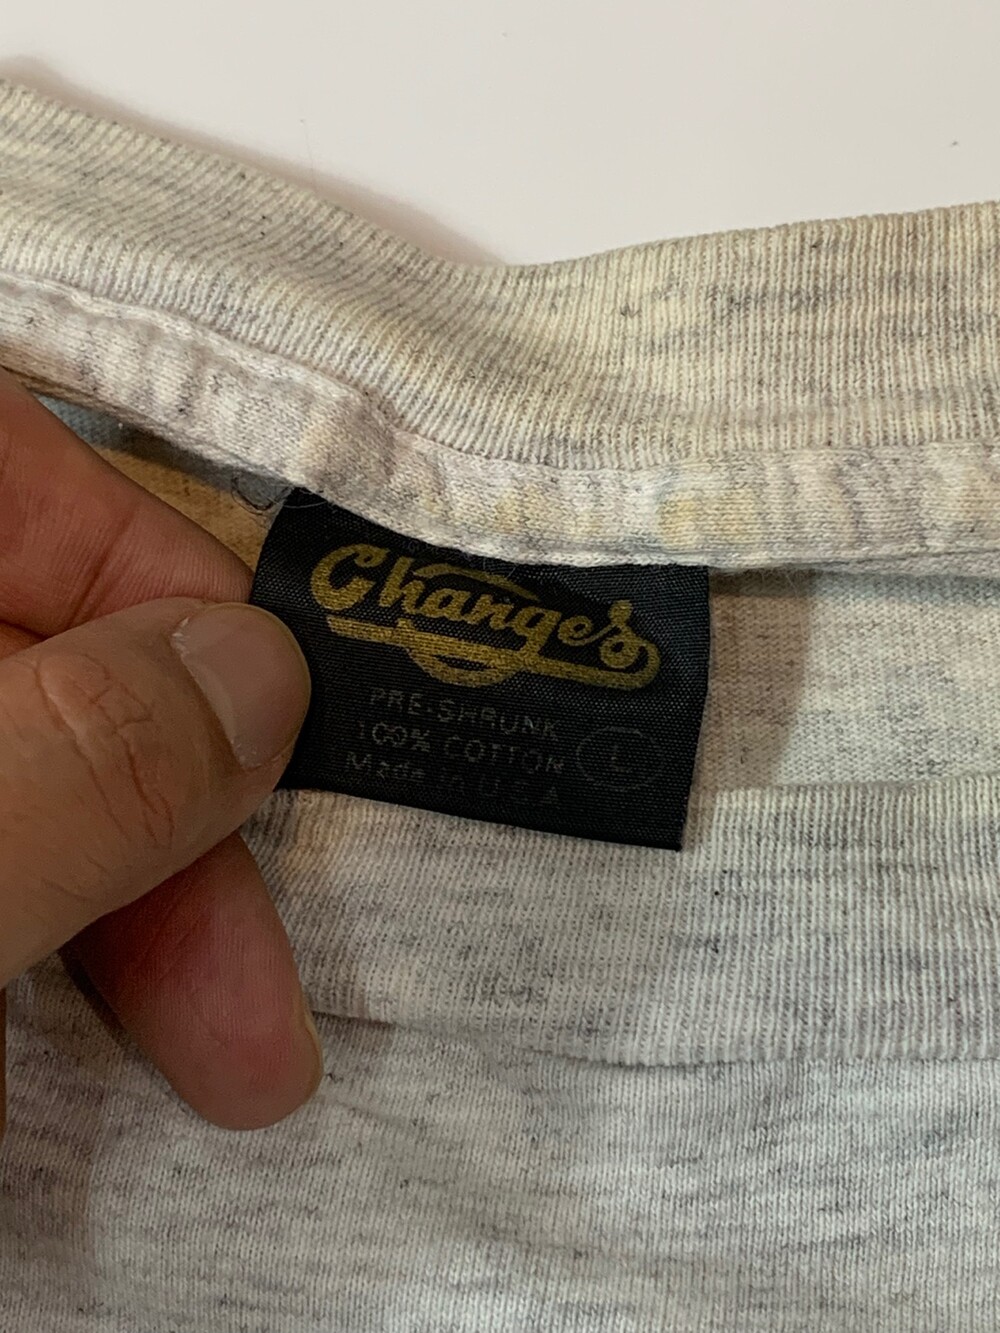 Changes
PRE-SHRUNK
100% COTTON L
Made in U.S.A